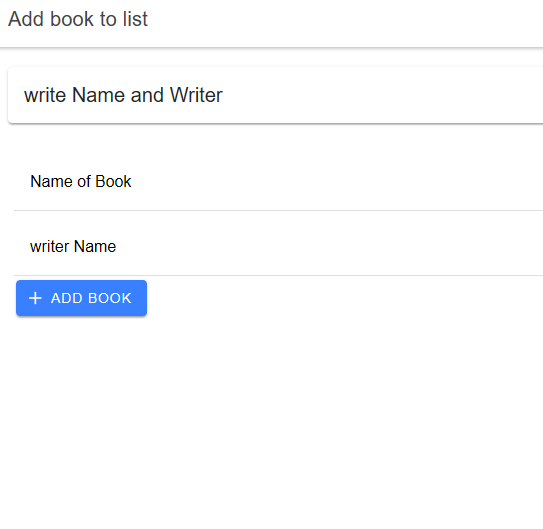 Add book to list
write Name and Writer
Name of Book
writer Name
+ ADD BOOK